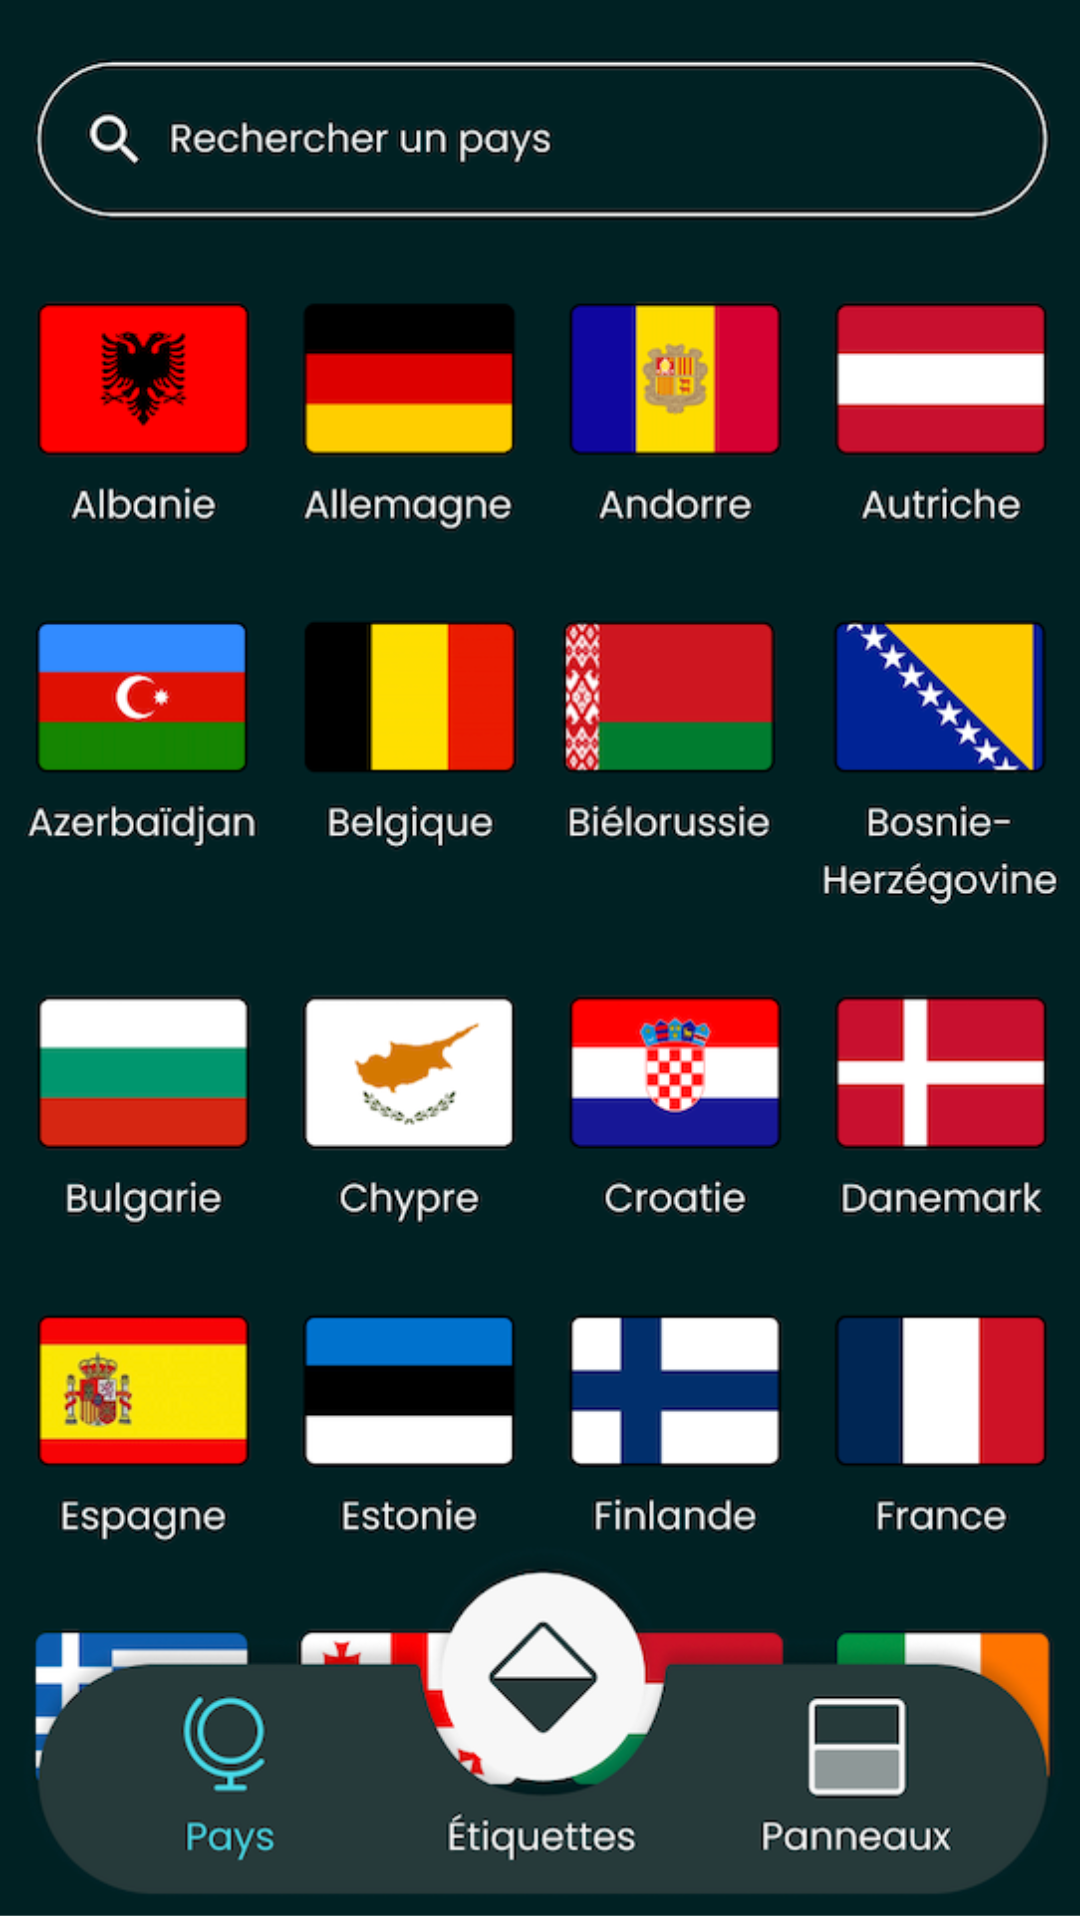 Rechercher un pays
Albanie Allemagne Andorre Autriche
Azerbaïdjan Belgique Biélorussie Bosnie-
Herzégovine
Bulgarie Chypre Croatie Danemark
Espagne Estonie Finlande France
Pays Étiquettes Panneaux